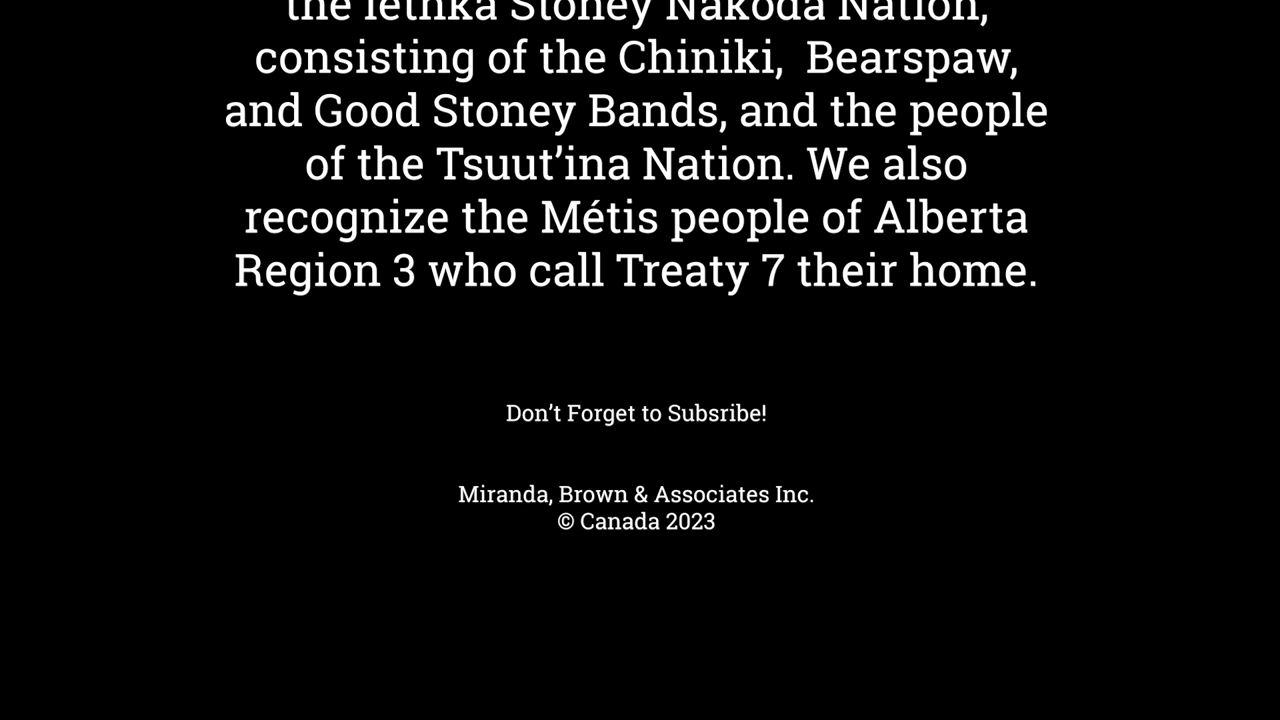 the Iethka Stoney Nakoda Nation,
consisting of the Chiniki,  Bearspaw,
and Good Stoney Bands, and the people
of the Tsuut’ina Nation. We also
recognize the Métis people of Alberta
Region 3 who call Treaty 7 their home.
Don’t Forget to Subsribe!
Miranda, Brown & Associates Inc.
© Canada 2023